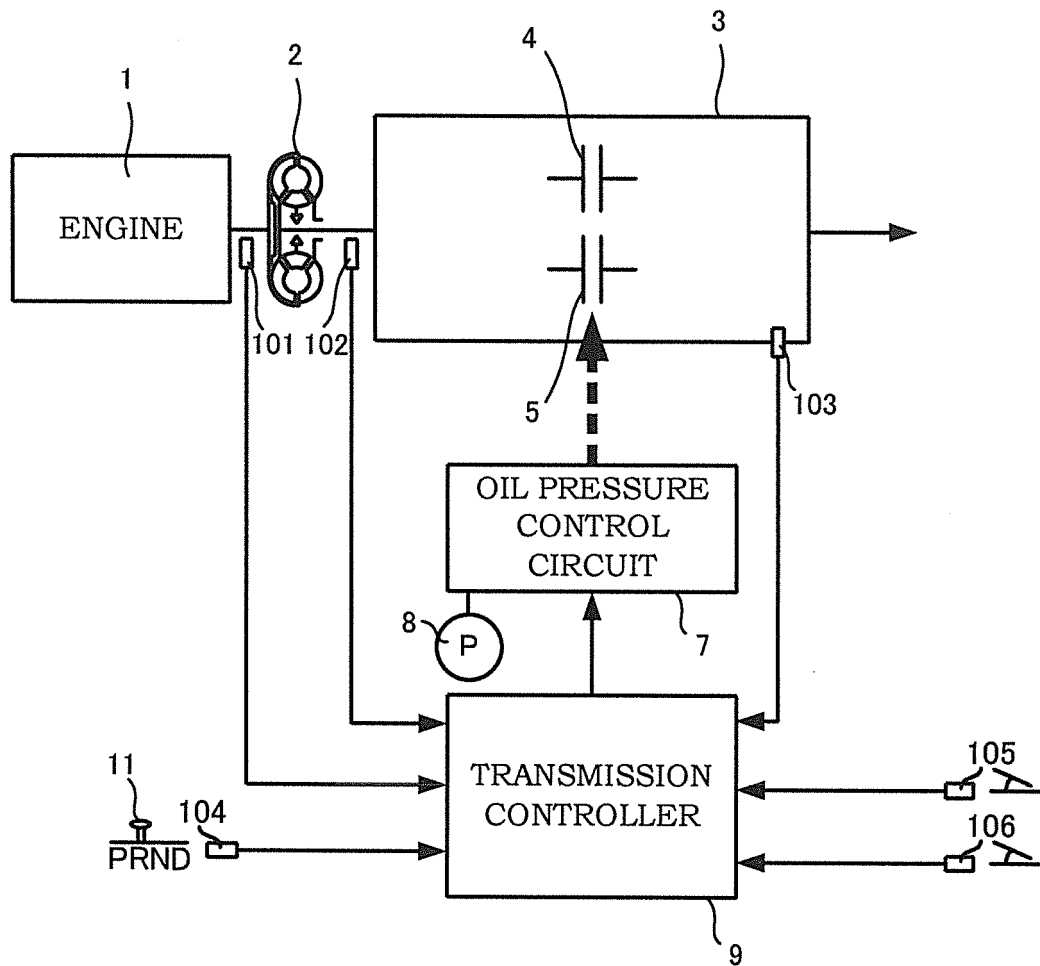 4
3
2
1
ENGINE
101
102
5
103
OIL PRESSURE
CONTROL
CIRCUIT
8
P
7
11
104
PRND
TRANSMISSION
CONTROLLER
105
106
9